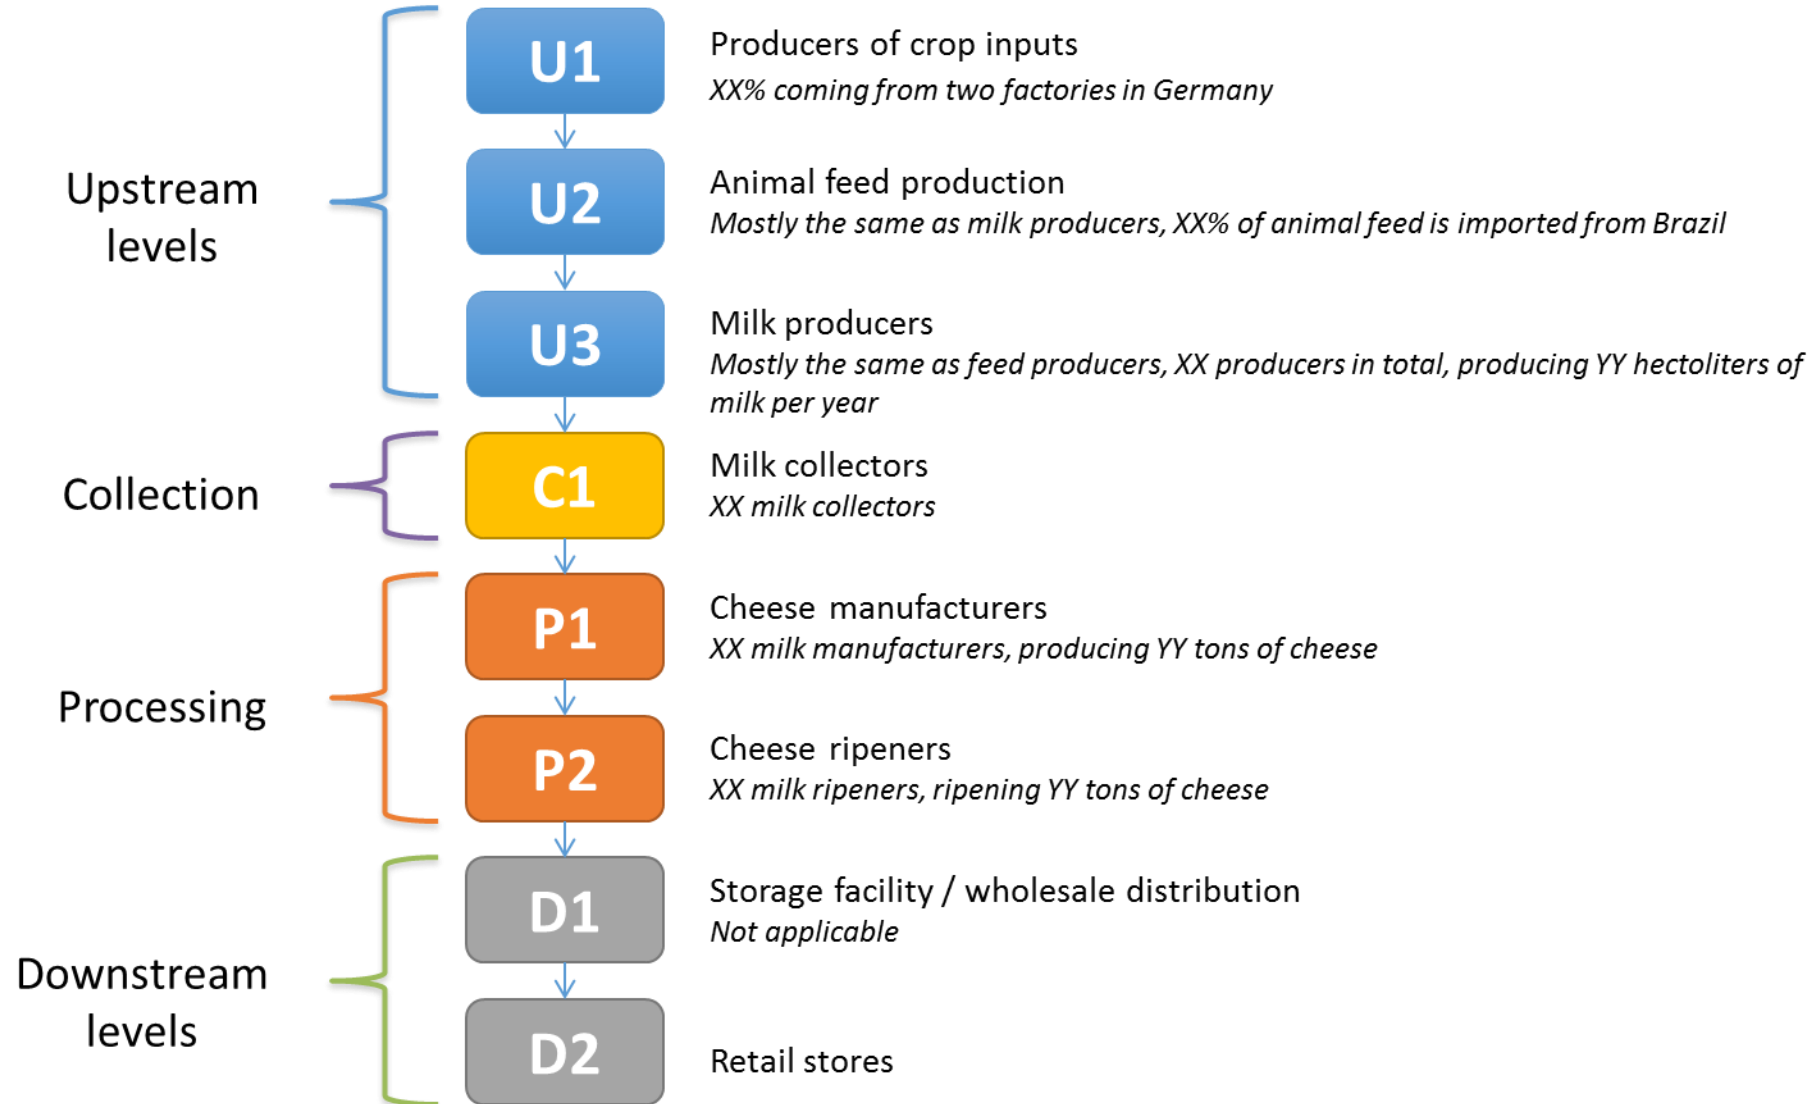 U1
Producers of crop inputs
XX% coming from two factories in Germany
Upstream
levels
U2
Animal feed production
Mostly the same as milk producers, XX% of animal feed is imported from Brazil
U3
Milk producers
Mostly the same as feed producers, XX producers in total, producing YY hectoliters of
milk per year
Collection
C1
Milk collectors
XX milk collectors
Processing
P1
Cheese manufacturers
XX milk manufacturers, producing YY tons of cheese
P2
Cheese ripeners
XX milk ripeners, ripening YY tons of cheese
Downstream
levels
D1
Storage facility / wholesale distribution
Not applicable
D2
Retail stores